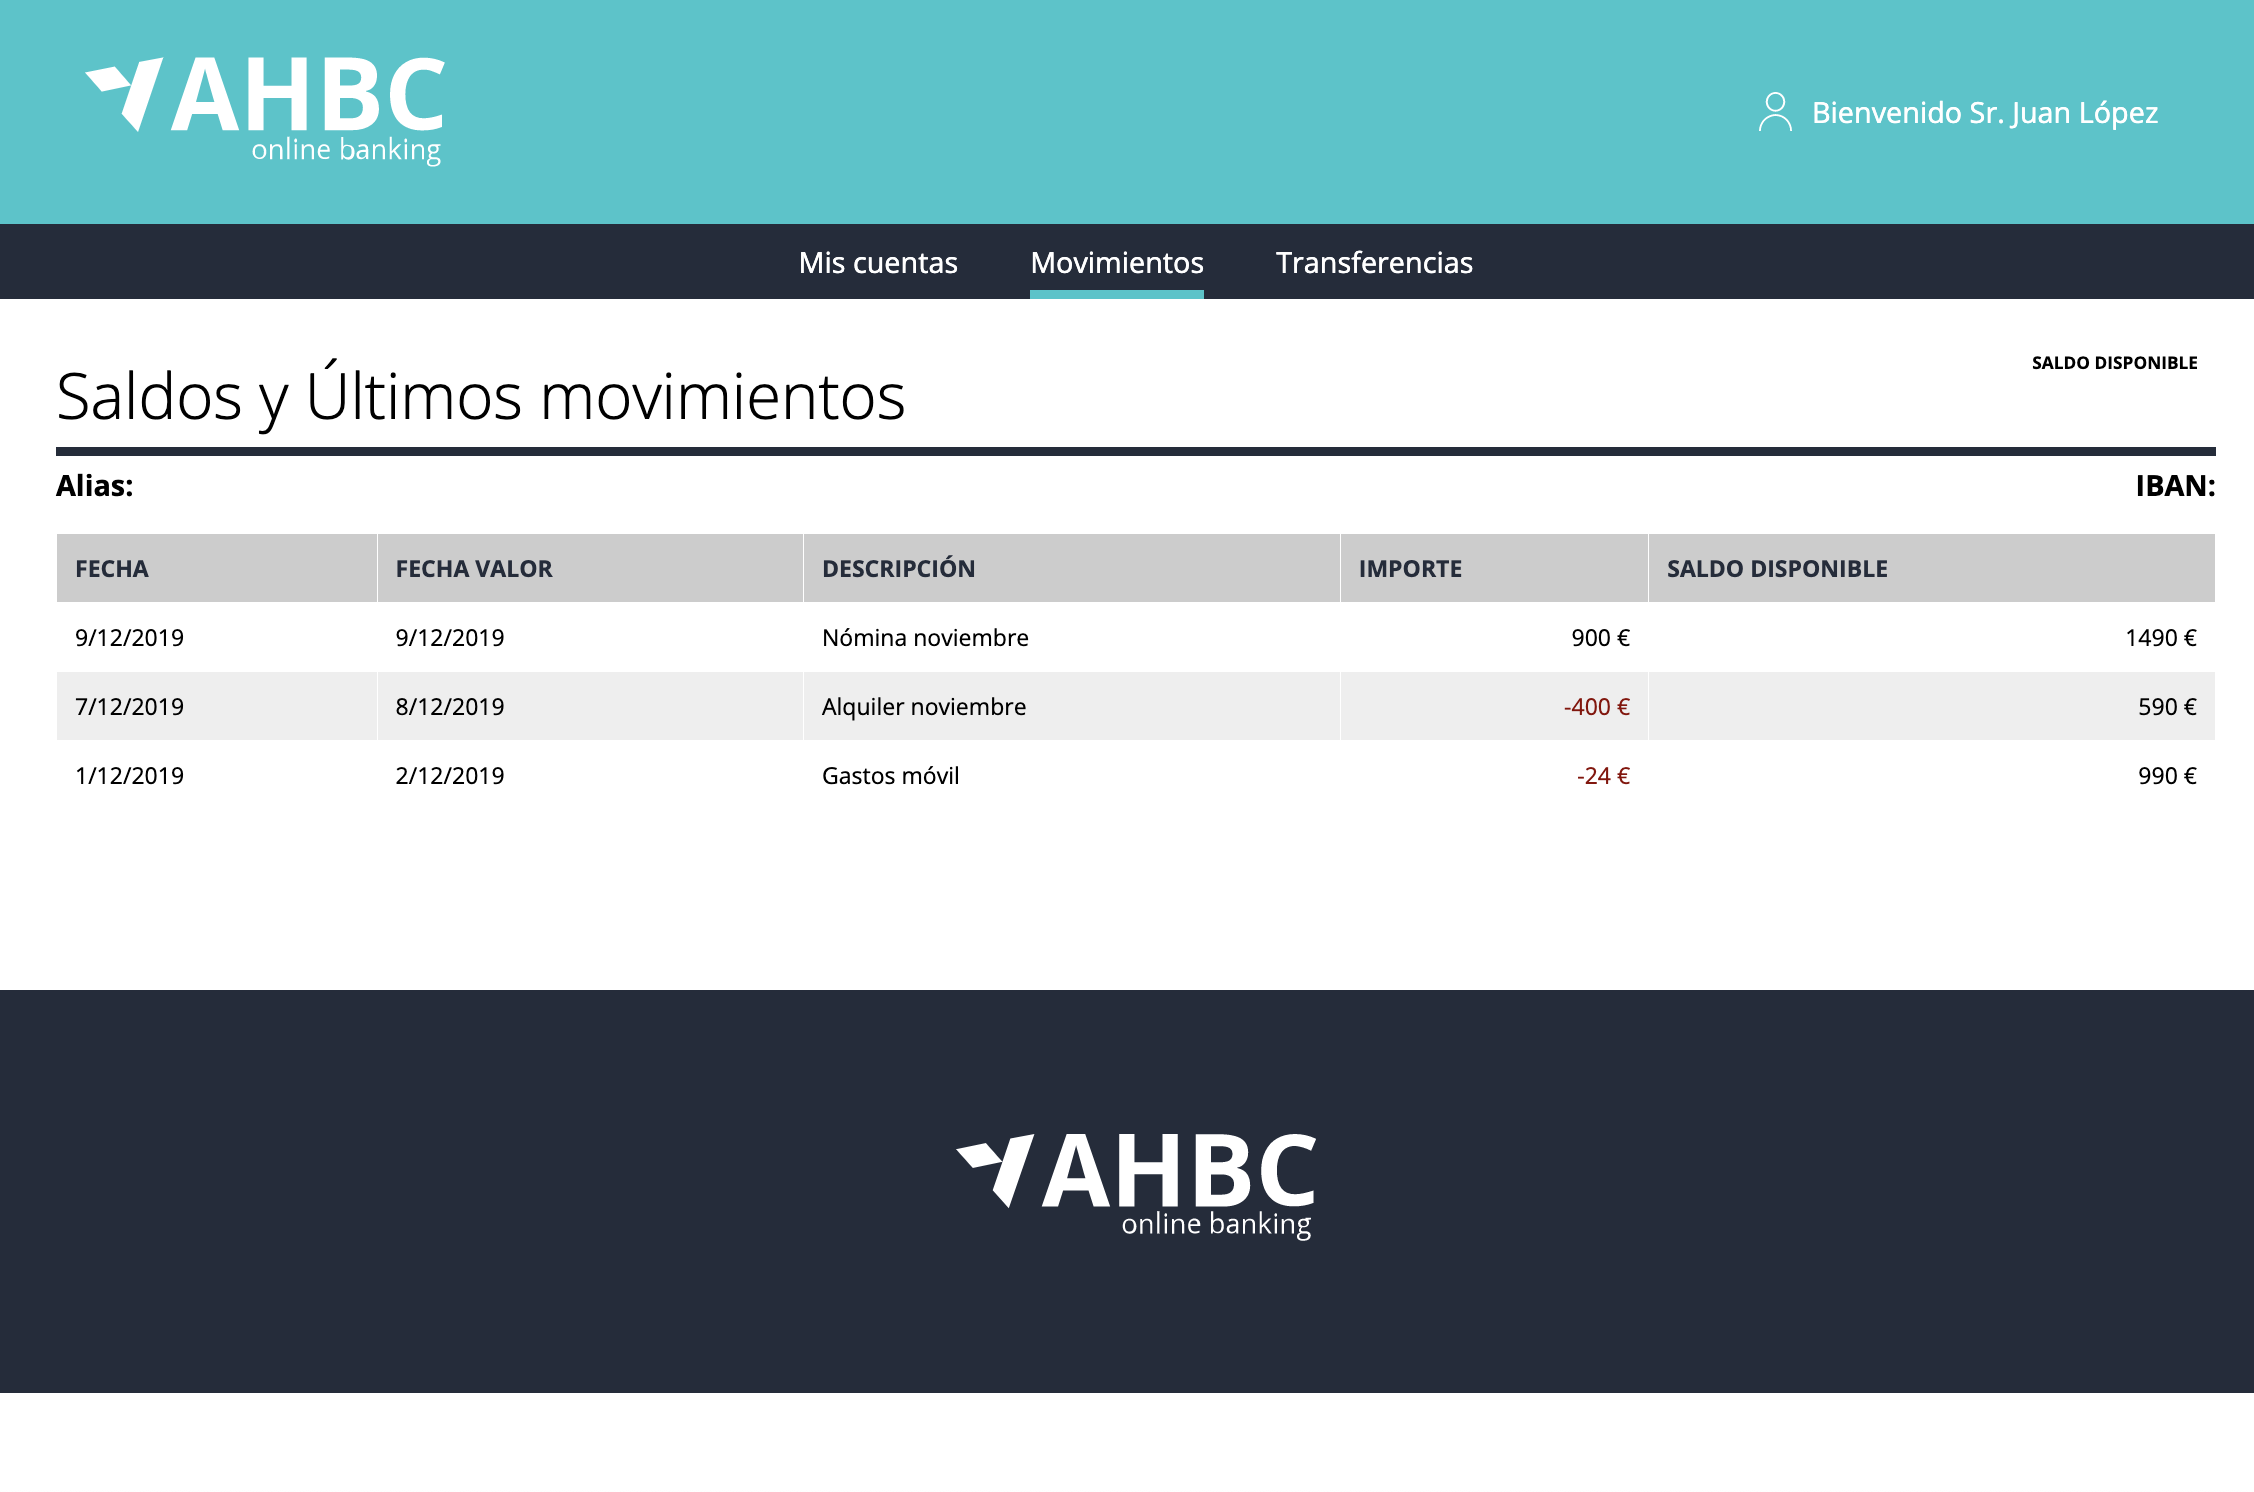 AHBC
online banking
Bienvenido Sr. Juan López
Mis cuentas Movimientos Transferencias
Saldos y Últimos movimientos
SALDO DISPONIBLE
Alias: IBAN:
FECHA FECHA VALOR DESCRIPCIÓN IMPORTE SALDO DISPONIBLE
9/12/2019 9/12/2019 Nómina noviembre 900 € 1490 €
7/12/2019 8/12/2019 Alquiler noviembre -400 € 590 €
1/12/2019 2/12/2019 Gastos móvil -24 € 990 €
AHBC
online banking